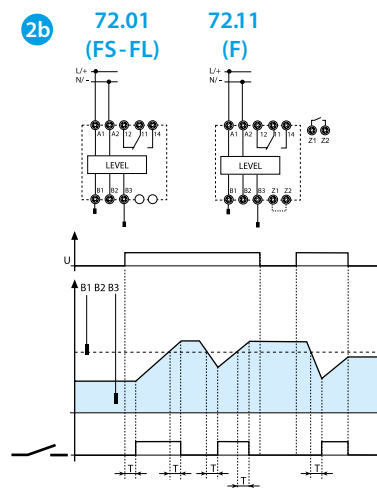 2b
72.01 72.11
(FS-FL) (F)
L/+ L/+
N/- N/-
A1 A2 12 11 14 A1 A2 12 11 14 Z1 Z2
LEVEL LEVEL
B1 B2 B3 B1 B2 B3 Z1 Z2
U
B1 B2 B3
T T T T T